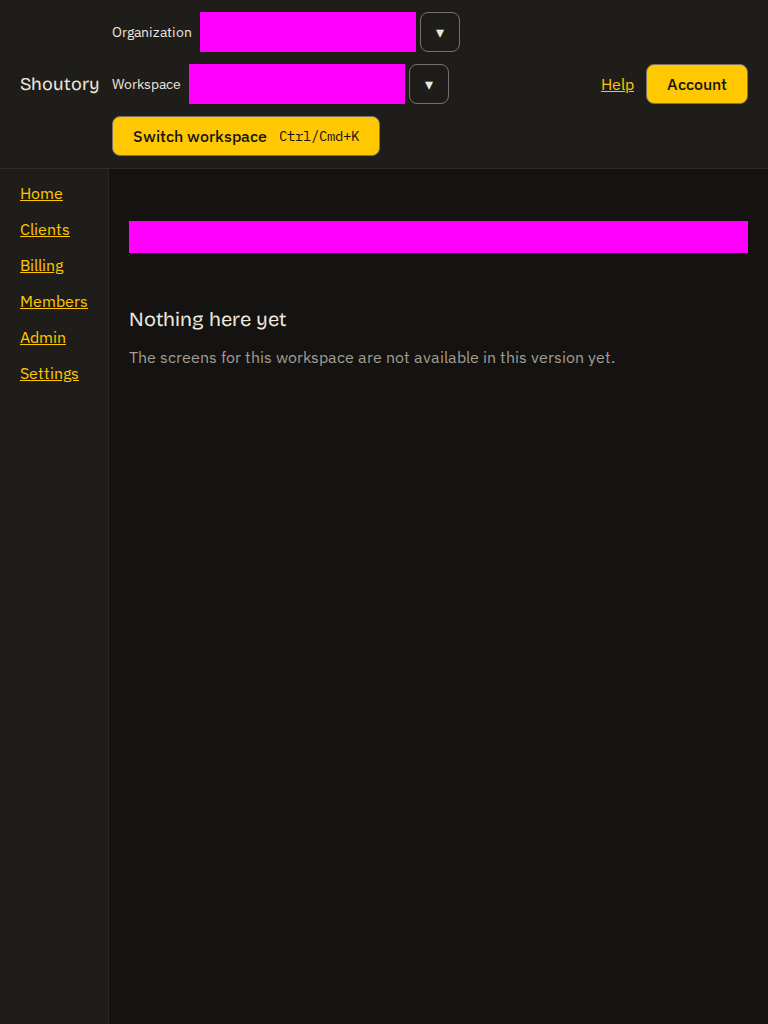 Organization ▼
Shoutory
Workspace ▼
Help
Account
Switch workspace Ctrl/Cmd+K
Home
Clients
Billing
Members
Admin
Settings
Nothing here yet
The screens for this workspace are not available in this version yet.